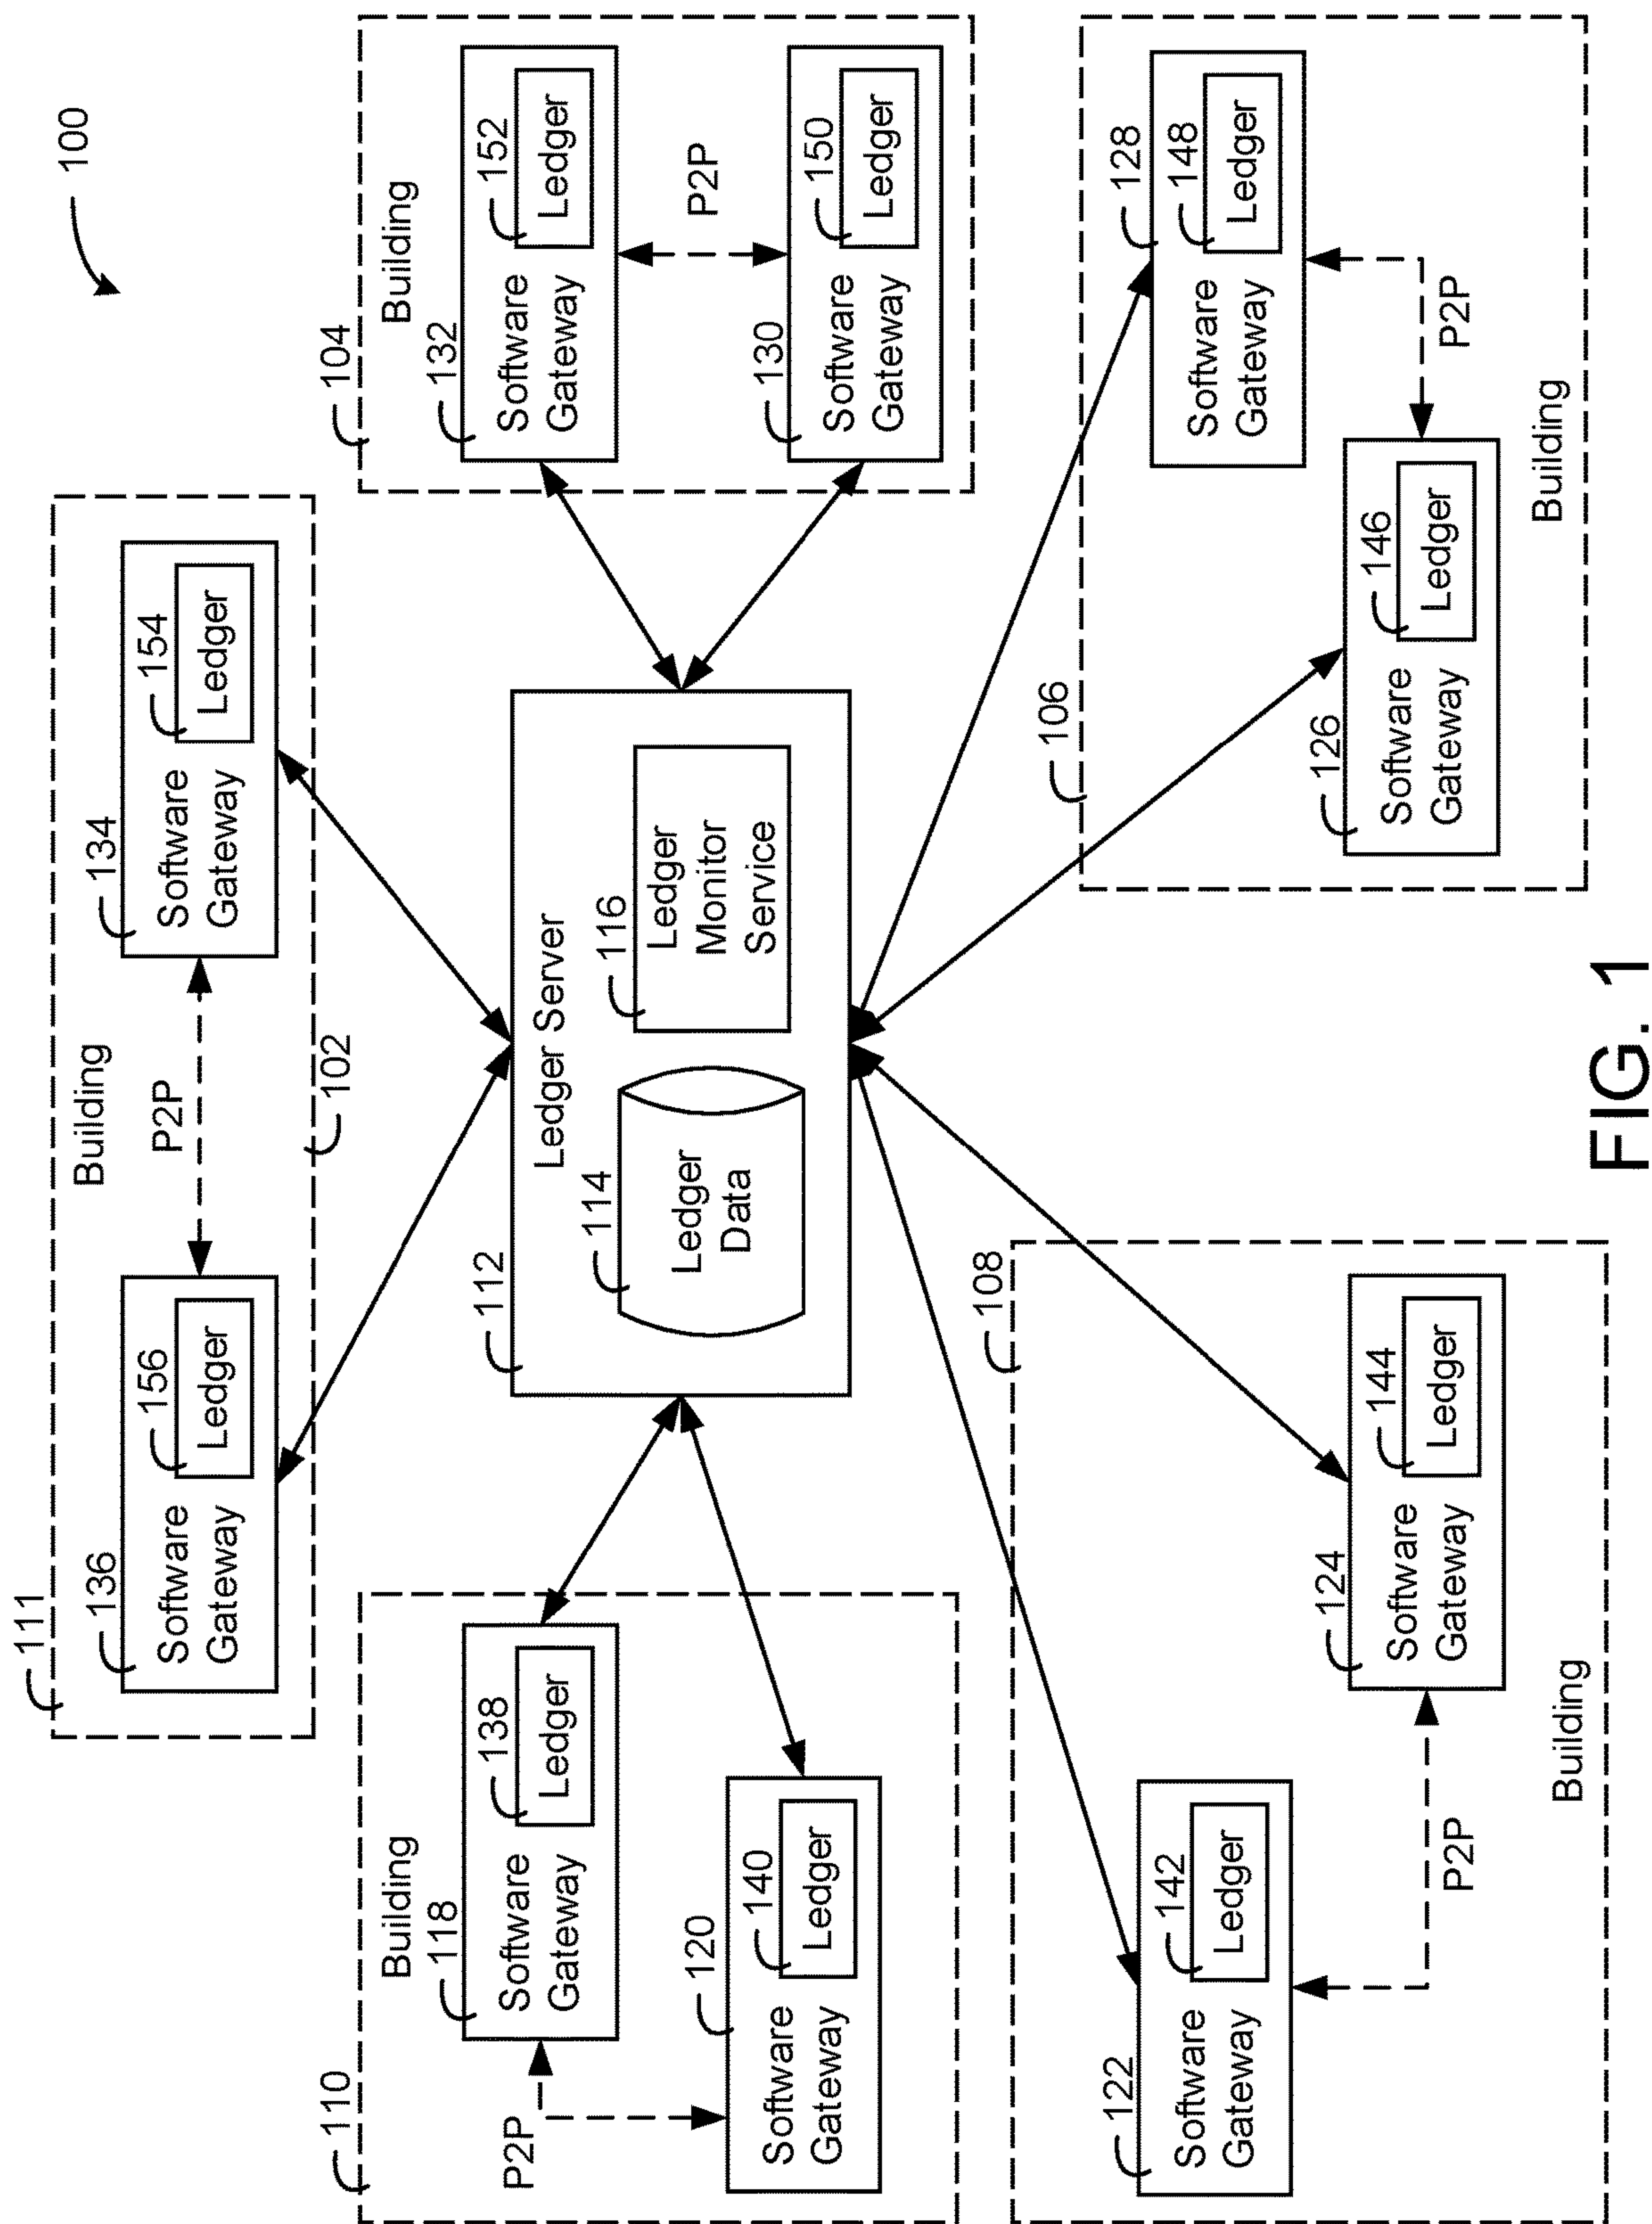 100
111
Building
136
Software
Gateway
156
Ledger
P2P
134
Software
Gateway
154
Ledger
102
110
Building
118
Software
Gateway
138
Ledger
P2P
120
Software
Gateway
140
Ledger
112
Ledger Server
114
Ledger
Data
116
Ledger
Monitor
Service
104
Building
132
Software
Gateway
152
Ledger
P2P
130
Software
Gateway
150
Ledger
108
122
Software
Gateway
142
Ledger
P2P
124
Software
Gateway
144
Ledger
Building
106
128
Software
Gateway
148
Ledger
P2P
126
Software
Gateway
146
Ledger
Building
FIG. 1